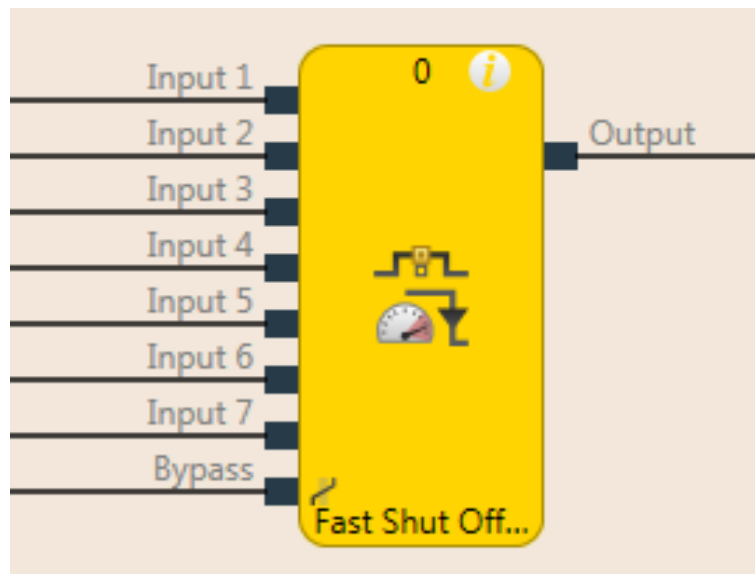 Input 1
0 i
Input 2
Output
Input 3
Input 4
Input 5
Input 6
Input 7
Bypass
Fast Shut Off...